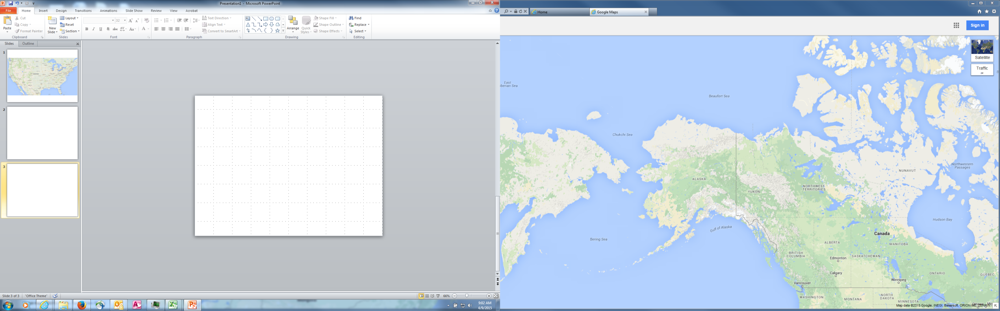 Presentation1 - Microsoft PowerPoint
File Home Insert Design Transitions Animations Slide Show Review View Acrobat
Paste
Cut
Copy
Format Painter
Clipboard
New
Slide
Layout
Reset
Section
Slides
32
B I U S abc AV Aa A
Font
Text Direction
Align Text
Convert to SmartArt
Paragraph
Arrange
Quick
Styles
Shape Fill
Shape Outline
Shape Effects
Drawing
Find
Replace
Select
Editing
Slides Outline
1
2
3
Slide 3 of 3 "Office Theme" 66%
9:02 AM
4/9/2015
Home Google Maps
Sign in
Satellite
Traffic
East
Beaufort Sea
Chukchi Sea
Northwestern
Passages
NUNAVUT
ALASKA
NORTHWEST
TERRITORIES
YUKON
Hudson Bay
Gulf of Alaska
Canada
Bering Sea
ALBERTA
MANITOBA
BRITISH
COLUMBIA
SASKATCHEWAN
Edmonton
Calgary
ONTARIO
QUEBEC
Winnipeg
Vancouver
WASHINGTON
MONTANA
NORTH
DAKOTA
MINNESOTA
Map data ©2015 Google, INEGI, Basarsoft, ORION-ME, ZENRIN